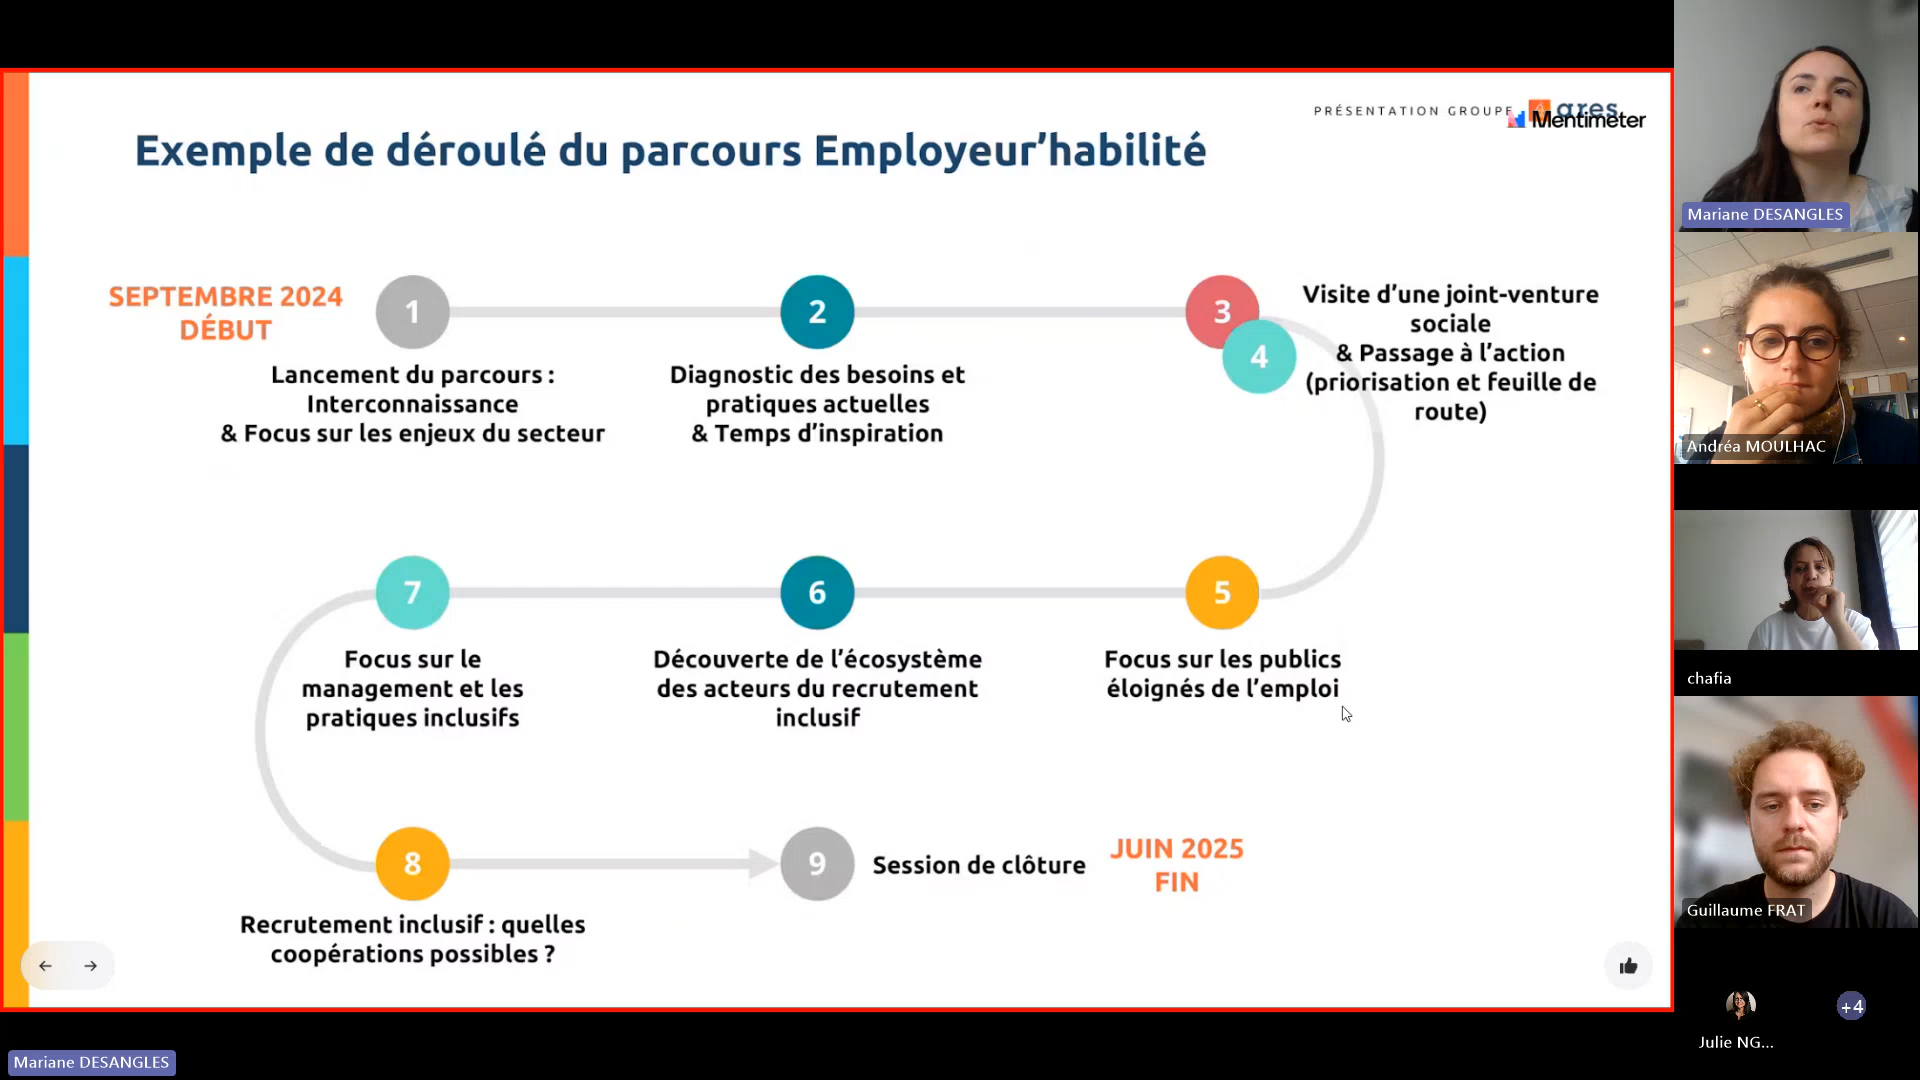 PRÉSENTATION GROUPE ares
Mentimeter
Exemple de déroulé du parcours Employeur’habilité
SEPTEMBRE 2024
DÉBUT
1
Lancement du parcours :
Interconnaissance
& Focus sur les enjeux du secteur
2
Diagnostic des besoins et
pratiques actuelles
& Temps d’inspiration
3
4
Visite d’une joint-venture
sociale
& Passage à l’action
(priorisation et feuille de
route)
7
Focus sur le
management et les
pratiques inclusifs
6
Découverte de l’écosystème
des acteurs du recrutement
inclusif
5
Focus sur les publics
éloignés de l’emploi
8
Recrutement inclusif : quelles
coopérations possibles ?
9
Session de clôture
JUIN 2025
FIN
Mariane DESANGLES
Mariane DESANGLES
Andréa MOULHAC
chafia
Guillaume FRAT
Julie NG...
+4